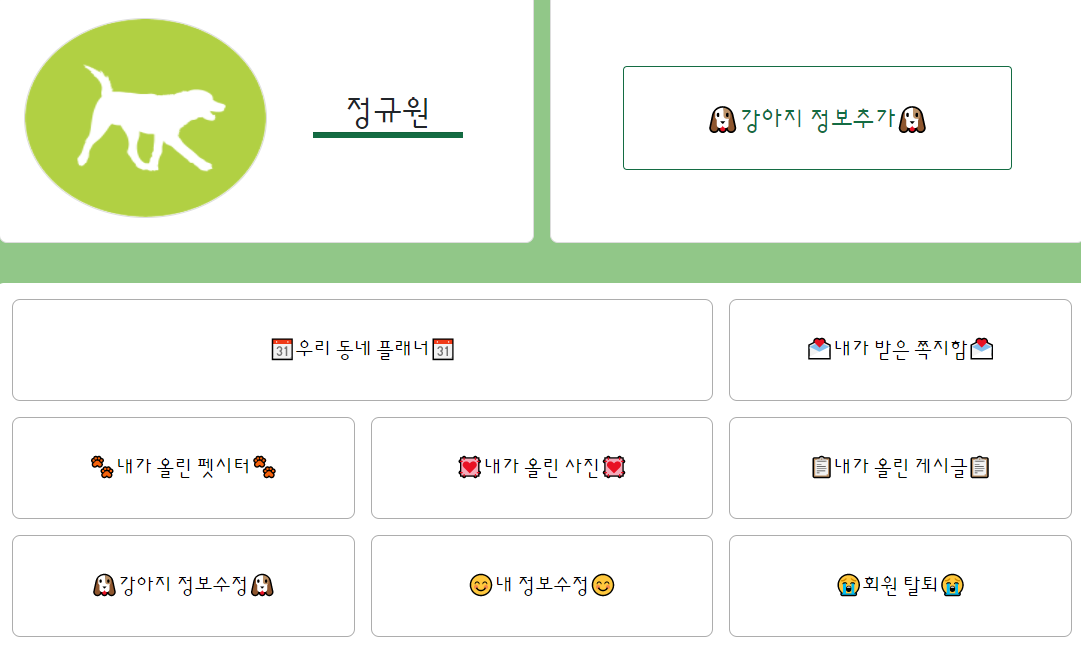 정규원
🐶강아지 정보추가🐶
📅우리 동네 플래너📅
💌내가 받은 쪽지함💌
🐾내가 올린 펫시터🐾
💟내가 올린 사진💟
📋내가 올린 게시글📋
🐶강아지 정보수정🐶
😊내 정보수정😊
😭회원 탈퇴😭